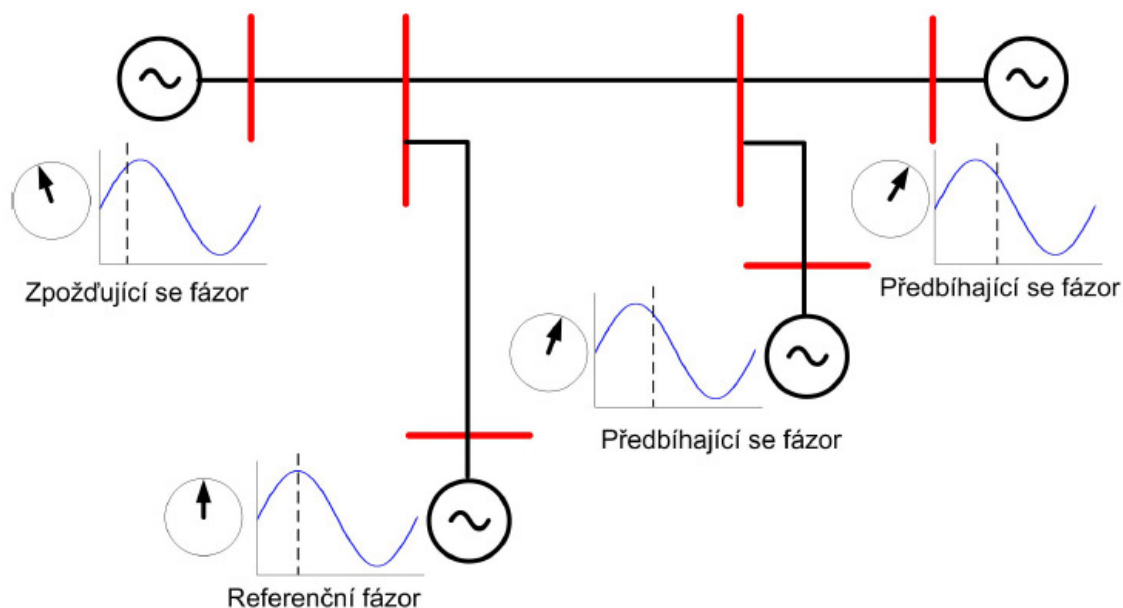 Zpožďující se fázor
Předbíhající se fázor
Předbíhající se fázor
Referenční fázor